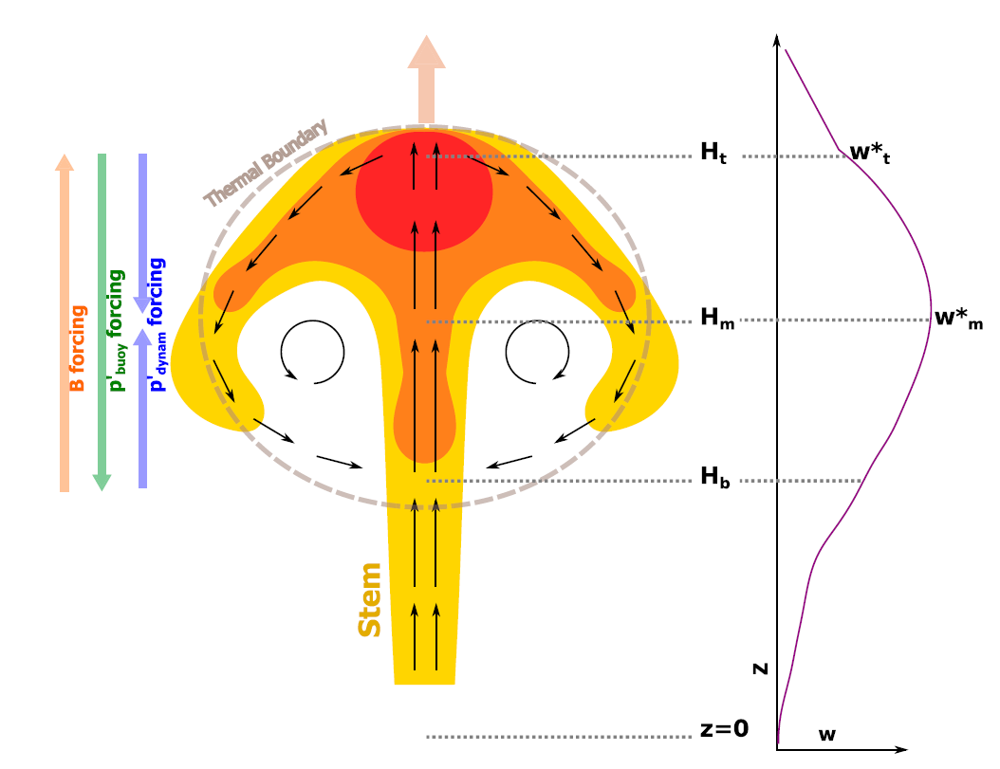 Thermal Boundary
B forcing
p'buoy forcing
p'dynam forcing
Stem
Ht
w*t
Hm
w*m
Hb
z
z=0
w